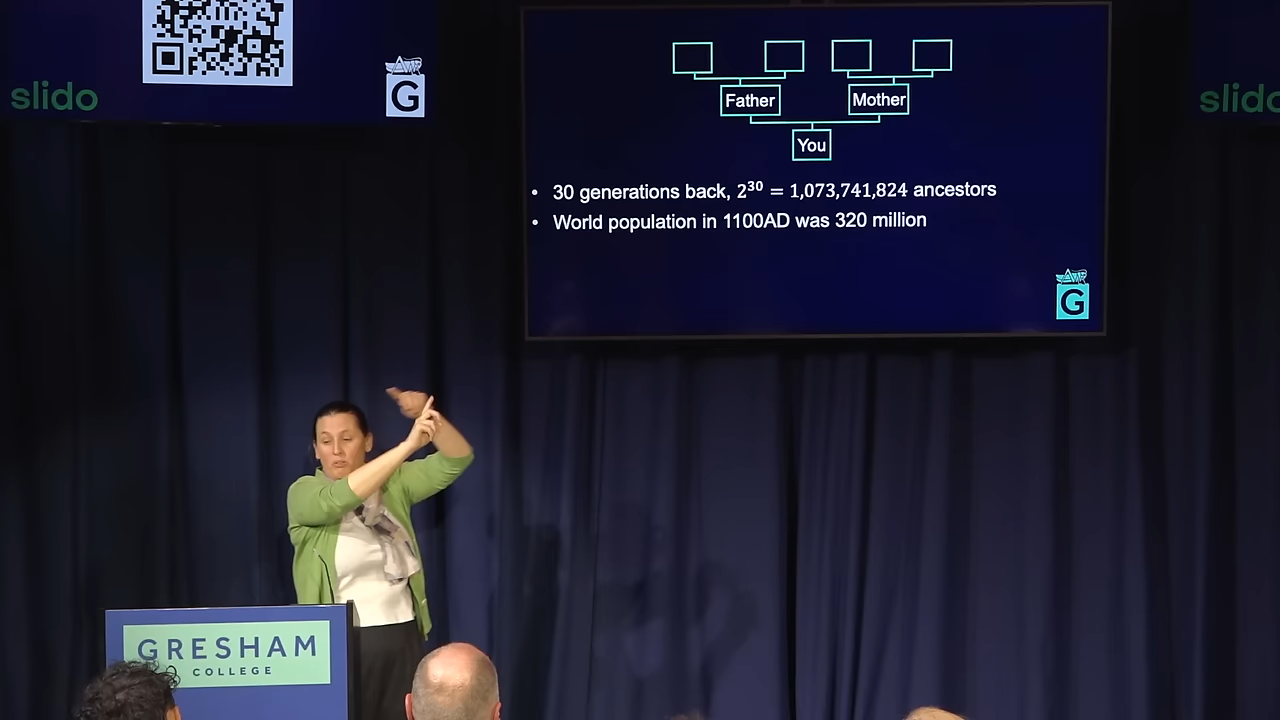 slido
G
Father
Mother
You
• 30 generations back, 2³⁰ = 1,073,741,824 ancestors
• World population in 1100AD was 320 million
G
slido
GRESHAM
COLLEGE